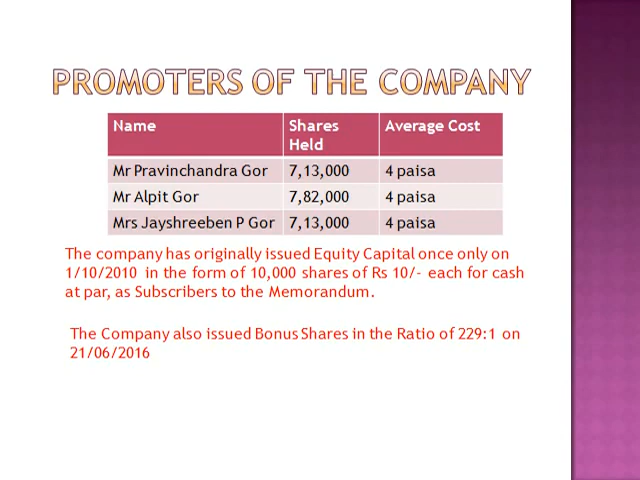 PROMOTERS OF THE COMPANY
Name Shares Held Average Cost
Mr Pravinchandra Gor 7,13,000 4 paisa
Mr Alpit Gor 7,82,000 4 paisa
Mrs Jayshreeben P Gor 7,13,000 4 paisa
The company has originally issued Equity Capital once only on
1/10/2010 in the form of 10,000 shares of Rs 10/- each for cash
at par, as Subscribers to the Memorandum.
The Company also issued Bonus Shares in the Ratio of 229:1 on
21/06/2016